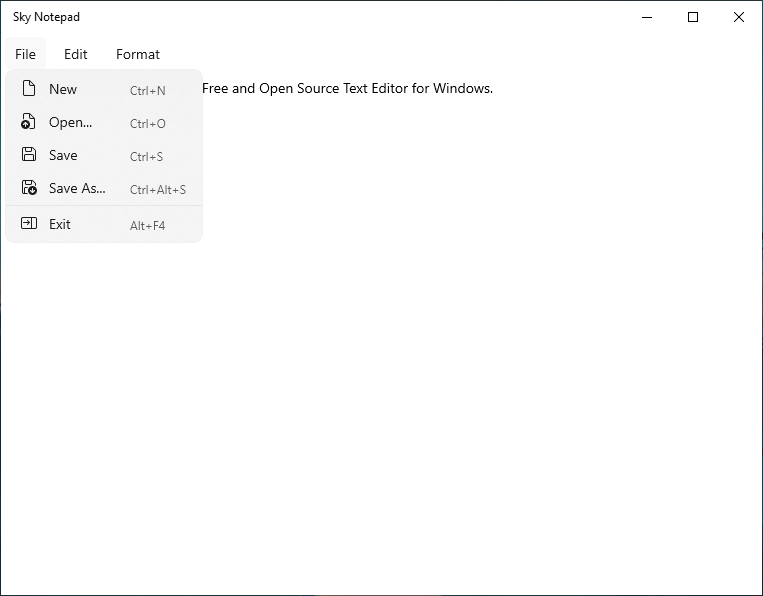 Sky Notepad
File Edit Format
Free and Open Source Text Editor for Windows.
New Ctrl+N
Open... Ctrl+O
Save Ctrl+S
Save As... Ctrl+Alt+S
Exit Alt+F4